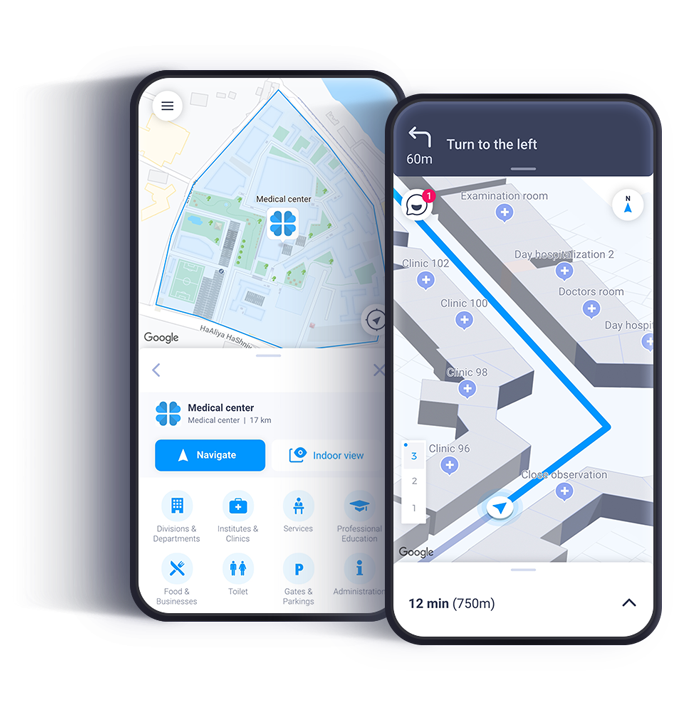 Medical center
HaAliya HaShniya
Google
Medical center
Medical center | 17 km
Navigate
Indoor view
Divisions &
Departments
Institutes &
Clinics
Services
Professional
Education
Food &
Businesses
Toilet
P
Gates &
Parkings
Administration
60m
Turn to the left
1
N
Examination room
Day hospitalization 2
Clinic 102
Doctors room
Clinic 100
Day hospi
Clinic 98
Clinic 96
3
2
1
Close observation
Google
12 min (750m)